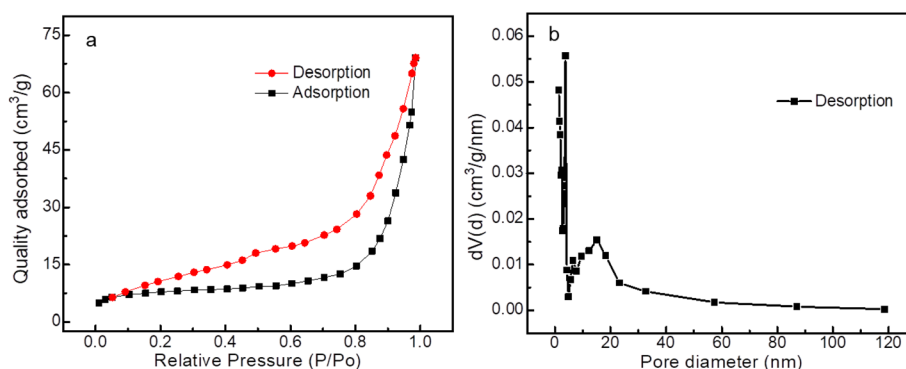 a
Desorption
Adsorption
Quality adsorbed (cm³/g)
75
60
45
30
15
0
0.0 0.2 0.4 0.6 0.8 1.0
Relative Pressure (P/Po)
b
Desorption
dV(d) (cm³/g/nm)
0.06
0.05
0.04
0.03
0.02
0.01
0.00
0 20 40 60 80 100 120
Pore diameter (nm)